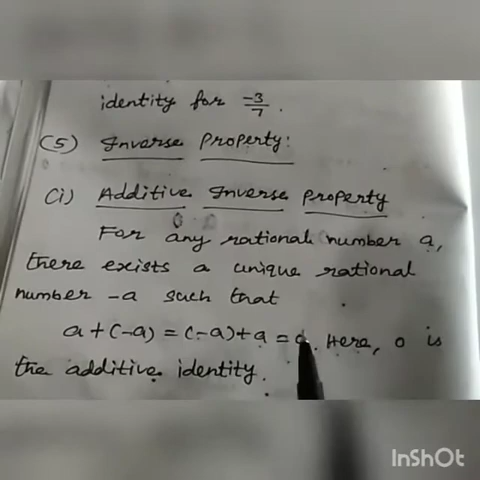 identity for -3/7.
(5) Inverse Property:
(i) Additive Inverse Property
For any rational number a,
there exists a unique rational
number -a such that
a + (-a) = (-a) + a = 0. Here, 0 is
the additive identity.
InShOt